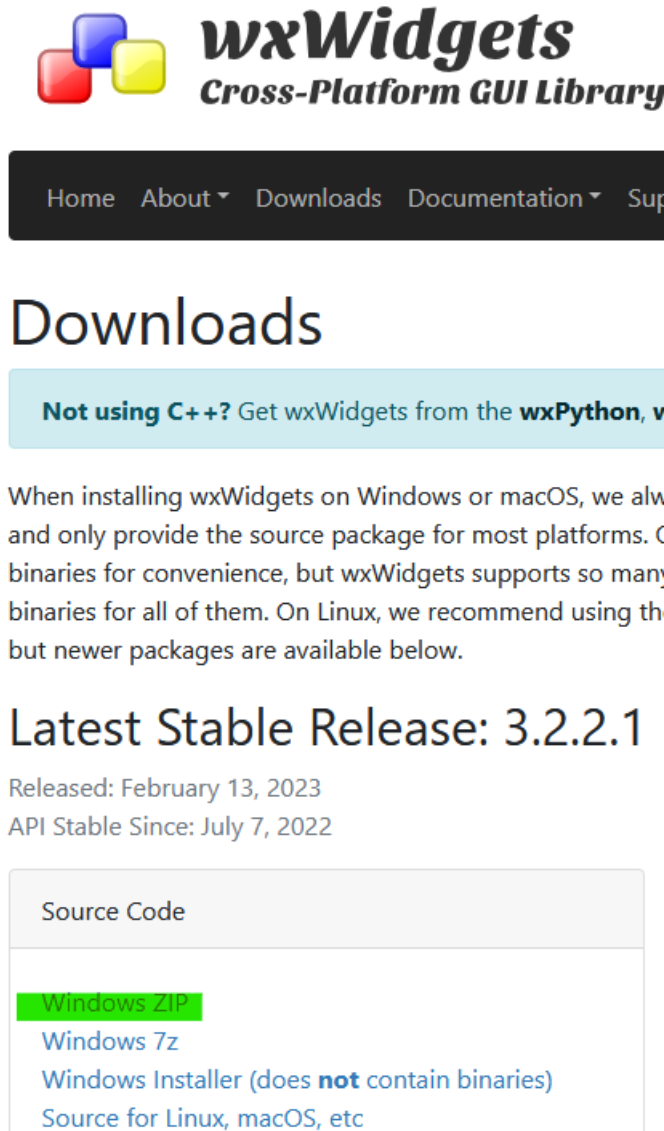 wxWidgets
Cross-Platform GUI Library
Home About Downloads Documentation
Downloads
Not using C++? Get wxWidgets from the wxPython,
When installing wxWidgets on Windows or macOS, we
and only provide the source package for most platforms.
binaries for convenience, but wxWidgets supports so many
binaries for all of them. On Linux, we recommend using
but newer packages are available below.
Latest Stable Release: 3.2.2.1
Released: February 13, 2023
API Stable Since: July 7, 2022
Source Code
Windows ZIP
Windows 7z
Windows Installer (does not contain binaries)
Source for Linux, macOS, etc